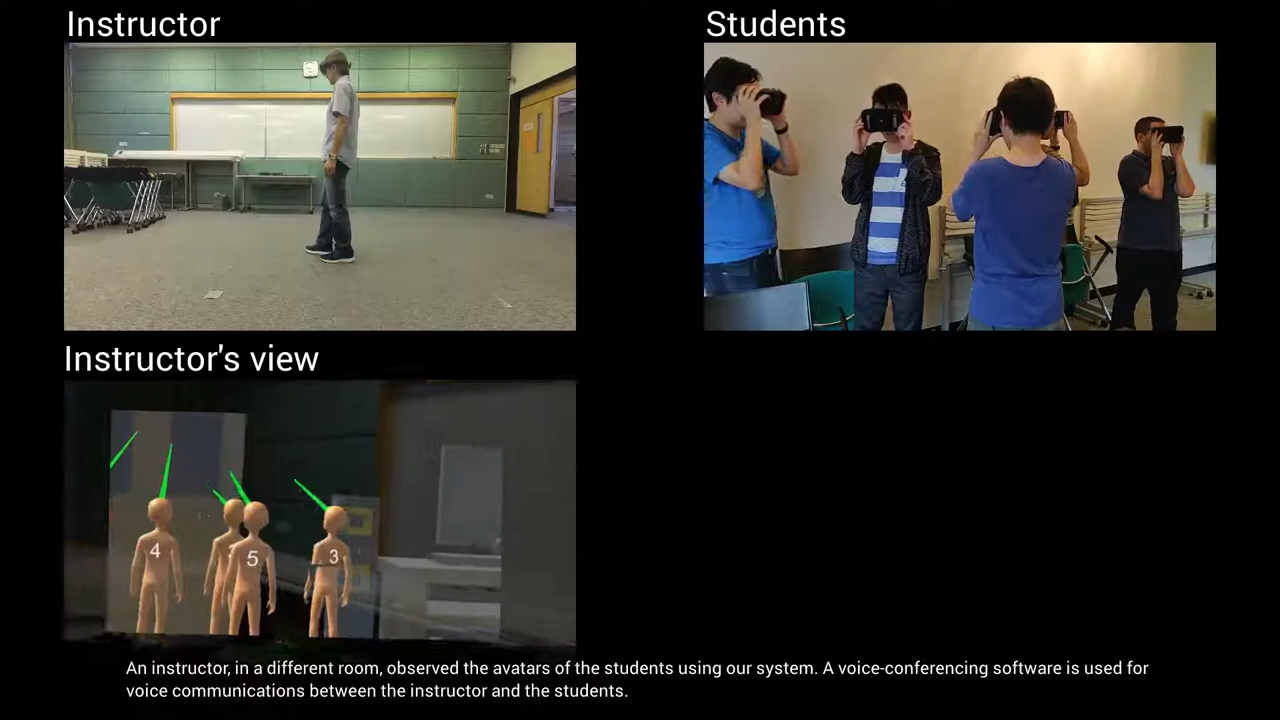 Instructor
Students
Instructor's view
4
5
3
An instructor, in a different room, observed the avatars of the students using our system. A voice-conferencing software is used for
voice communications between the instructor and the students.